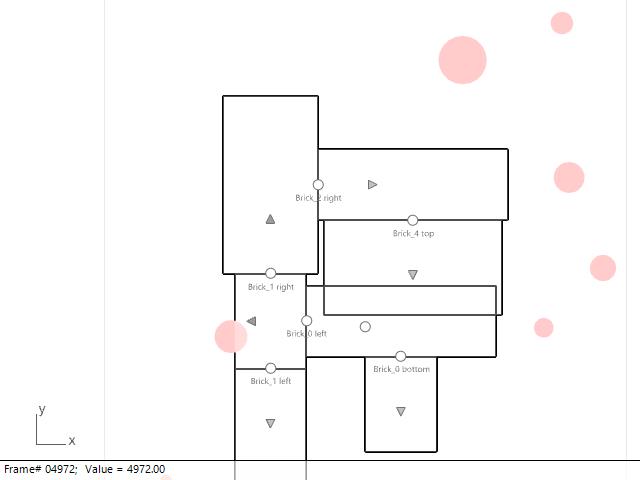 Brick_2 right
Brick_4 top
Brick_1 right
Brick_0 left
Brick_0 bottom
Brick_1 left
y
x
Frame# 04972;  Value = 4972.00